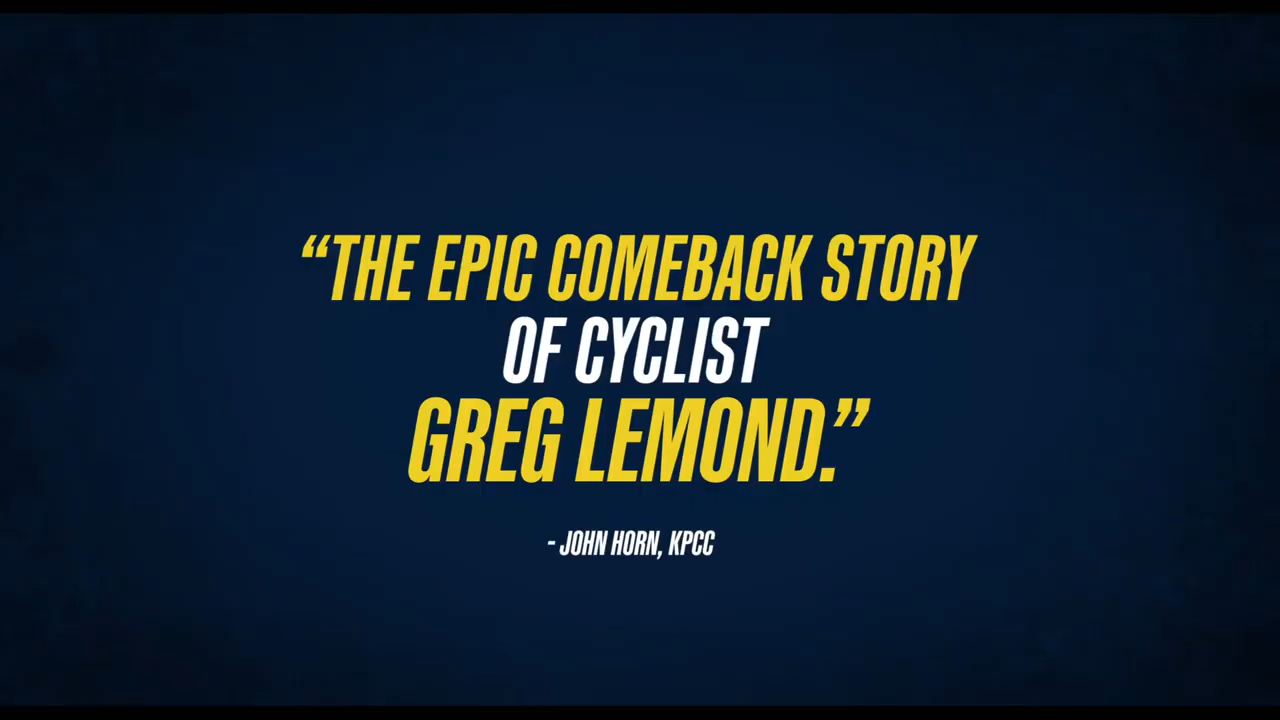 “THE EPIC COMEBACK STORY
OF CYCLIST
GREG LEMOND.”
- JOHN HORN, KPCC